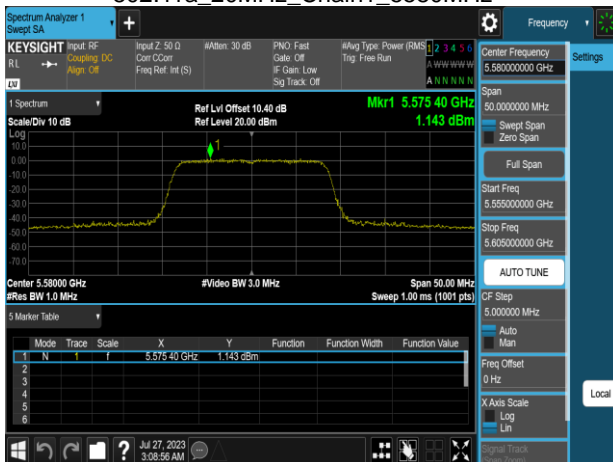 802.11a_20MHz_Chain1_5580MHz
Spectrum Analyzer 1
Swept SA
+
Frequency
KEYSIGHT
RL
LXI
Input: RF
Coupling: DC
Align: Off
Input Z: 50 Ω
Corr CCorr
Freq Ref: Int (S)
#Atten: 30 dB
PNO: Fast
Gate: Off
IF Gain: Low
Sig Track: Off
#Avg Type: Power (RMS
Trig: Free Run
1 2 3 4 5 6
A W W W W W
A N N N N N
1 Spectrum
Scale/Div 10 dB
Log
Ref Lvl Offset 10.40 dB
Ref Level 20.00 dBm
Mkr1 5.575 40 GHz
1.143 dBm
1
10.0
0.00
-10.0
-20.0
-30.0
-40.0
-50.0
-60.0
-70.0
Center 5.58000 GHz
#Res BW 1.0 MHz
#Video BW 3.0 MHz
Span 50.00 MHz
Sweep 1.00 ms (1001 pts)
5 Marker Table
Mode Trace Scale X Y Function Function Width Function Value
1 N 1 f 5.575 40 GHz 1.143 dBm
2
3
4
5
6
?
Jul 27, 2023
3:08:56 AM
Center Frequency
5.580000000 GHz
Settings
Span
50.0000000 MHz
Swept Span
Zero Span
Full Span
Start Freq
5.555000000 GHz
Stop Freq
5.605000000 GHz
AUTO TUNE
CF Step
5.000000 MHz
Auto
Man
Freq Offset
0 Hz
X Axis Scale
Log
Lin
Local
Signal Track
(Span Zoom)